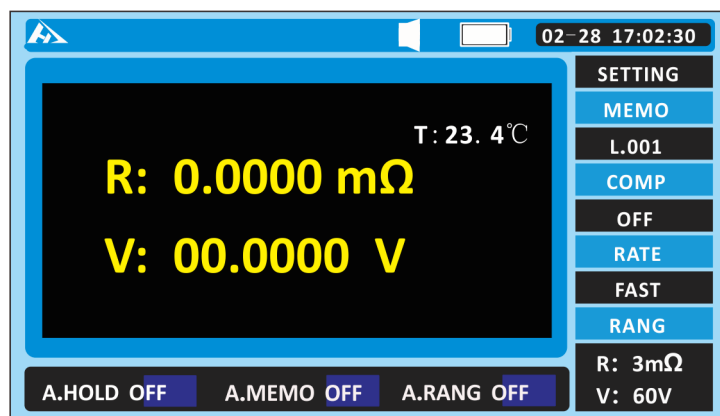 02-28 17:02:30
SETTING
MEMO
L.001
COMP
OFF
RATE
FAST
RANG
R: 3mΩ
V: 60V
T: 23. 4℃
R: 0.0000 mΩ
V: 00.0000 V
A.HOLD OFF A.MEMO OFF A.RANG OFF